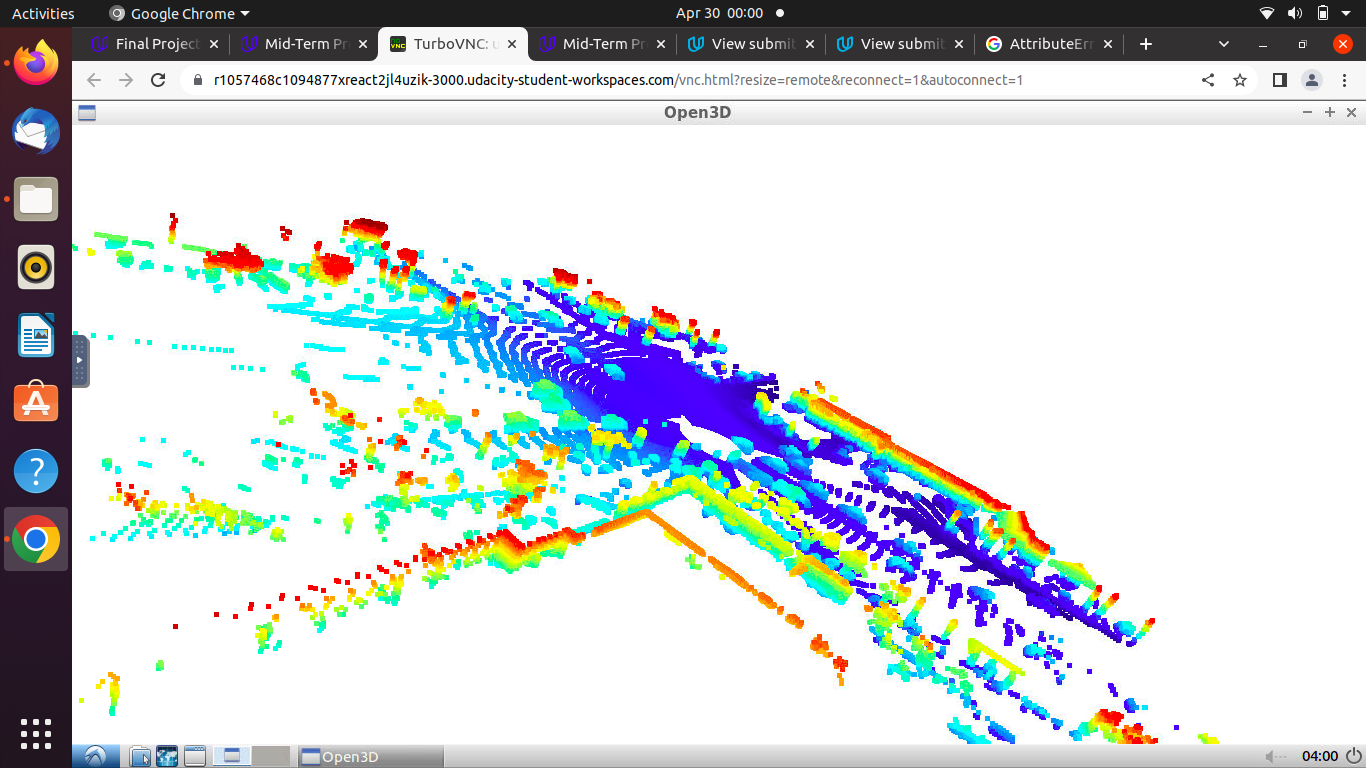 Activities
Google Chrome
Apr 30 00:00
Final Project
Mid-Term Pr
TurboVNC: u
Mid-Term Pr
View submit
View submit
AttributeErr
r1057468c1094877xreact2jl4uzik-3000.udacity-student-workspaces.com/vnc.html?resize=remote&reconnect=1&autoconnect=1
Open3D
Open3D
04:00